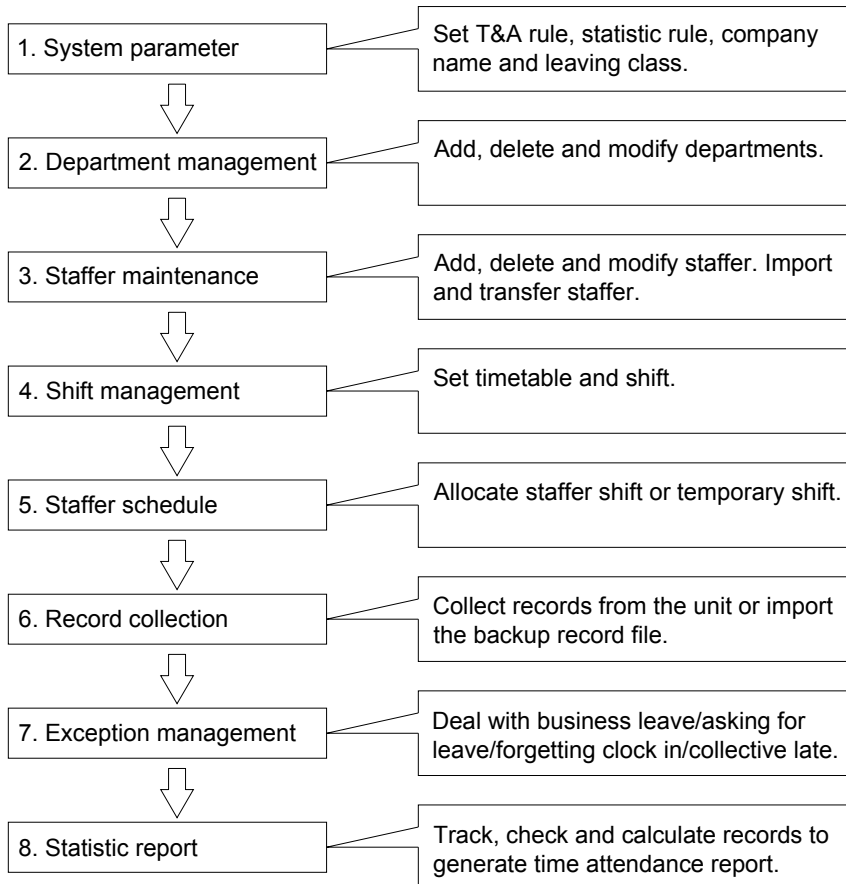 1. System parameter
Set T&A rule, statistic rule, company
name and leaving class.
2. Department management
Add, delete and modify departments.
3. Staffer maintenance
Add, delete and modify staffer. Import
and transfer staffer.
4. Shift management
Set timetable and shift.
5. Staffer schedule
Allocate staffer shift or temporary shift.
6. Record collection
Collect records from the unit or import
the backup record file.
7. Exception management
Deal with business leave/asking for
leave/forgetting clock in/collective late.
8. Statistic report
Track, check and calculate records to
generate time attendance report.